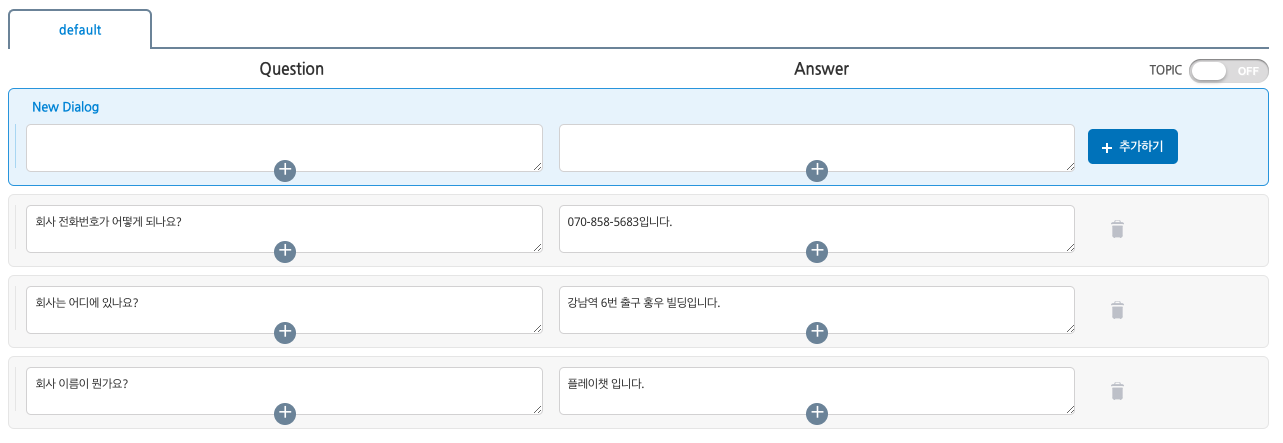 default
Question Answer TOPIC OFF
New Dialog
+ 추가하기
회사 전화번호가 어떻게 되나요? 070-858-5683입니다.
회사는 어디에 있나요? 강남역 6번 출구 홍우 빌딩입니다.
회사 이름이 뭔가요? 플레이챗 입니다.